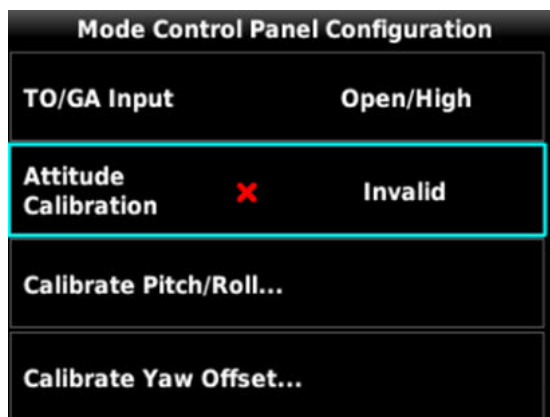 Mode Control Panel Configuration
TO/GA Input Open/High
Attitude
Calibration Invalid
Calibrate Pitch/Roll...
Calibrate Yaw Offset...